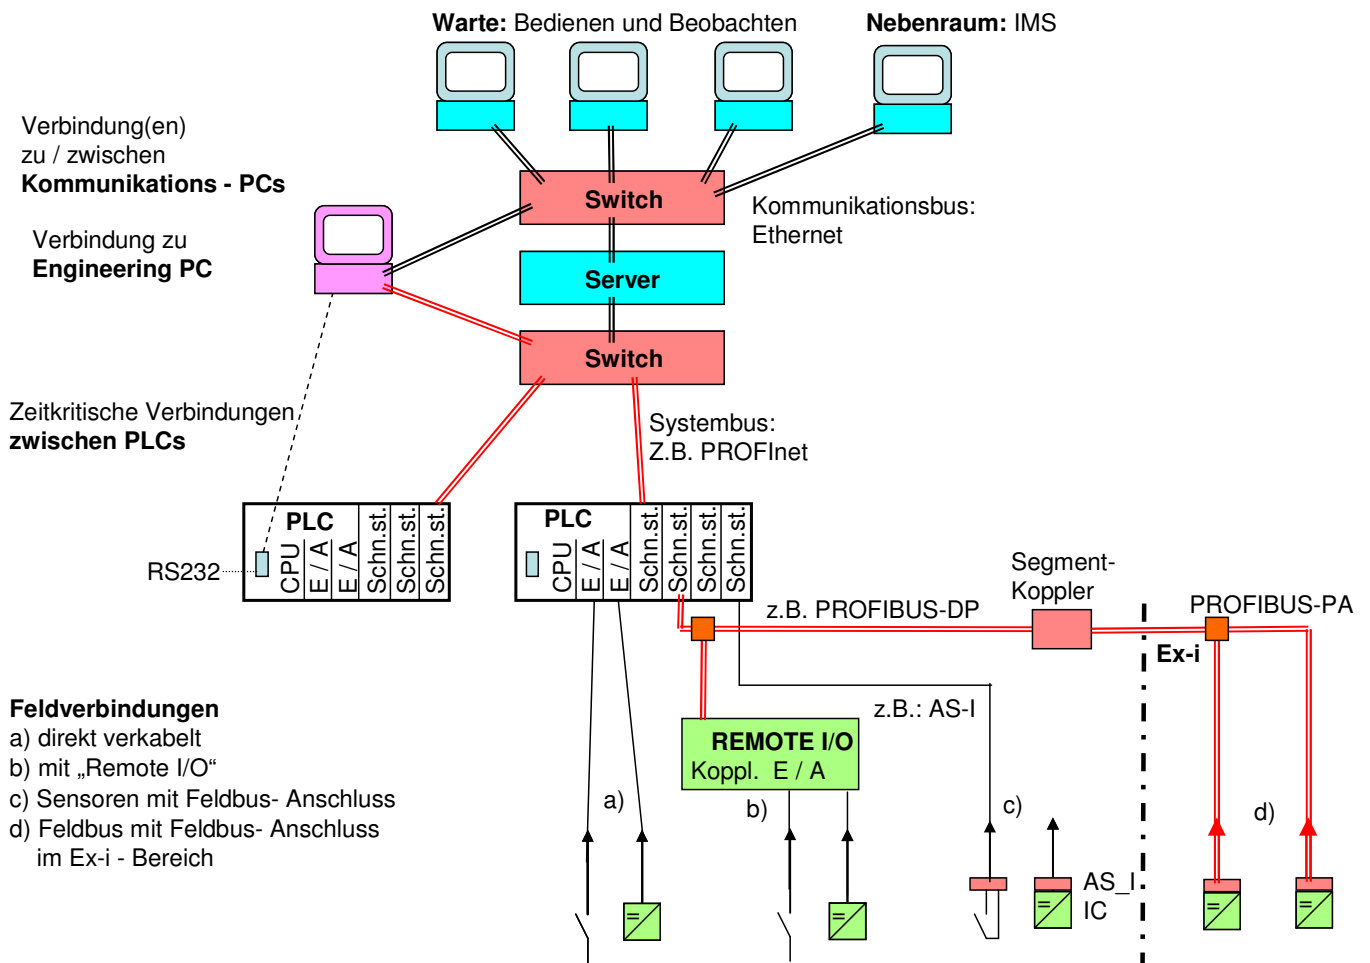 Warte: Bedienen und Beobachten
Nebenraum: IMS
Verbindung(en)
zu / zwischen
Kommunikations - PCs
Switch
Kommunikationsbus:
Ethernet
Verbindung zu
Engineering PC
Server
Switch
Zeitkritische Verbindungen
zwischen PLCs
Systembus:
Z.B. PROFInet
PLC
CPU
E / A
E / A
Schn.st.
Schn.st.
Schn.st.
RS232
PLC
CPU
E / A
E / A
Schn.st.
Schn.st.
Schn.st.
Schn.st.
Segment-
Koppler
z.B. PROFIBUS-DP
PROFIBUS-PA
Ex-i
z.B.: AS-I
Feldverbindungen
a) direkt verkabelt
b) mit „Remote I/O“
c) Sensoren mit Feldbus- Anschluss
d) Feldbus mit Feldbus- Anschluss
im Ex-i - Bereich
REMOTE I/O
Koppl. E / A
a)
b)
c)
d)
AS_I
IC